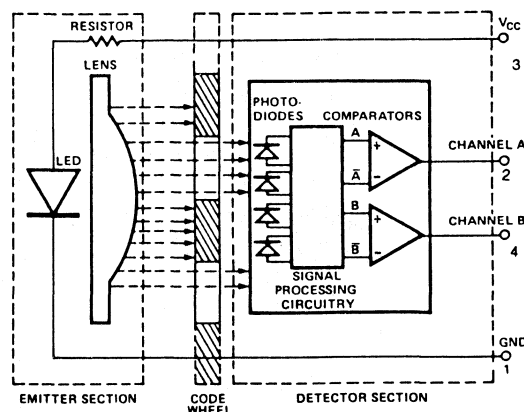 RESISTOR
LENS
LED
PHOTO-
DIODES
COMPARATORS
A
+
A̅
−
B
+
B̅
−
SIGNAL
PROCESSING
CIRCUITRY
VCC
3
CHANNEL A
2
CHANNEL B
4
GND
1
EMITTER SECTION
CODE
WHEEL
DETECTOR SECTION